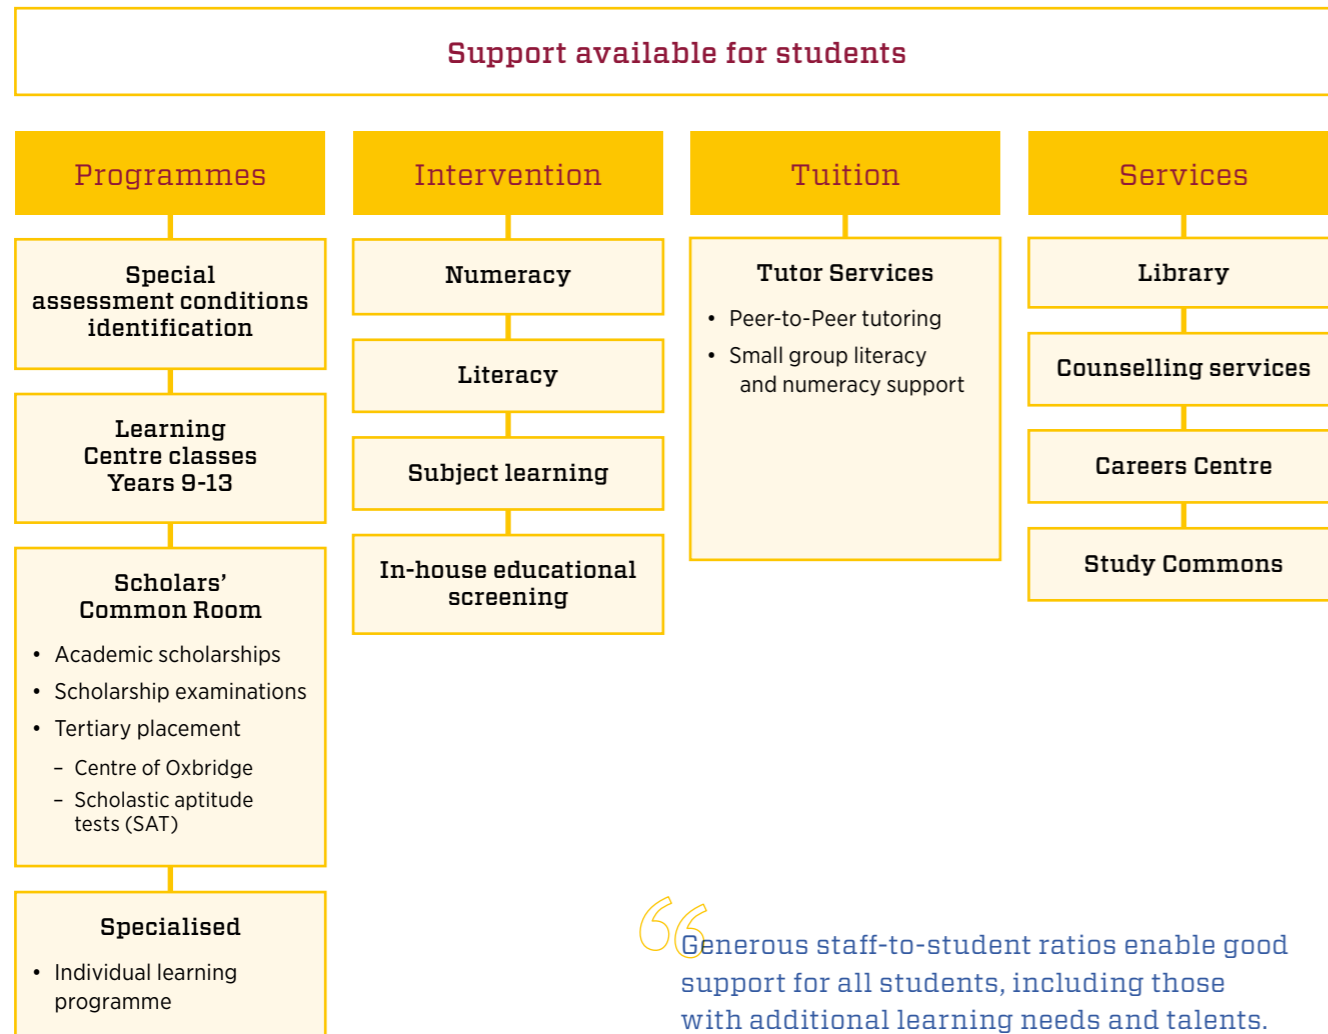 Support available for students
Programmes
Special
assessment conditions
identification
Learning
Centre classes
Years 9-13
Scholars’
Common Room
• Academic scholarships
• Scholarship examinations
• Tertiary placement
– Centre of Oxbridge
– Scholastic aptitude
tests (SAT)
Specialised
• Individual learning
programme
Intervention
Numeracy
Literacy
Subject learning
In-house educational
screening
Tuition
Tutor Services
• Peer-to-Peer tutoring
• Small group literacy
and numeracy support
Services
Library
Counselling services
Careers Centre
Study Commons
“Generous staff-to-student ratios enable good
support for all students, including those
with additional learning needs and talents.